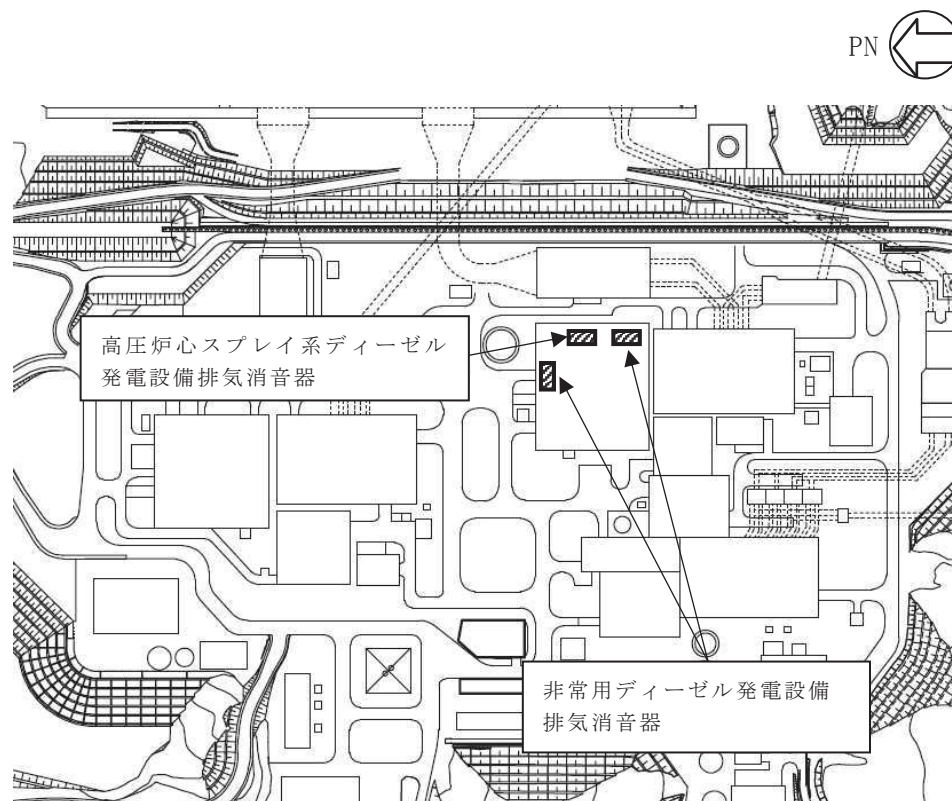 PN
高圧炉心スプレイ系ディーゼル
発電設備排気消音器
非常用ディーゼル発電設備
排気消音器